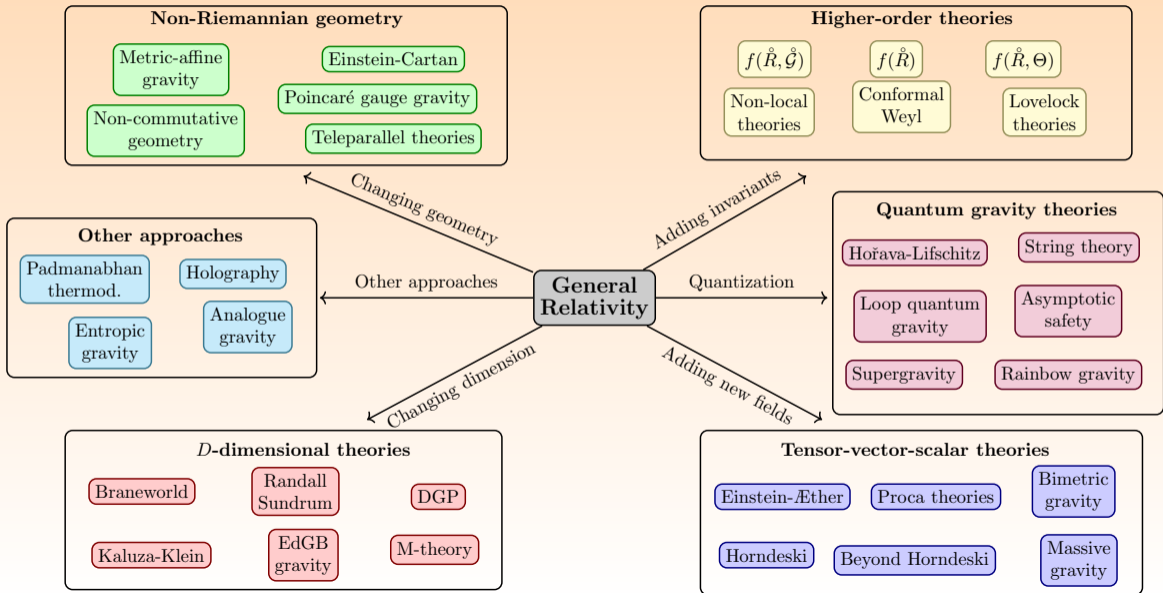 Non-Riemannian geometry
Metric-affine
gravity
Einstein-Cartan
Poincaré gauge gravity
Non-commutative
geometry
Teleparallel theories
Higher-order theories
f(R̊, 𝒢̊)
f(R̊)
f(R̊, Θ)
Non-local
theories
Conformal
Weyl
Lovelock
theories
Changing geometry
Adding invariants
Other approaches
Padmanabhan
thermod.
Holography
Entropic
gravity
Analogue
gravity
Other approaches
General
Relativity
Quantization
Quantum gravity theories
Hořava-Lifschitz
String theory
Loop quantum
gravity
Asymptotic
safety
Supergravity
Rainbow gravity
Changing dimension
Adding new fields
D-dimensional theories
Braneworld
Randall
Sundrum
DGP
Kaluza-Klein
EdGB
gravity
M-theory
Tensor-vector-scalar theories
Einstein-Æther
Proca theories
Bimetric
gravity
Horndeski
Beyond Horndeski
Massive
gravity